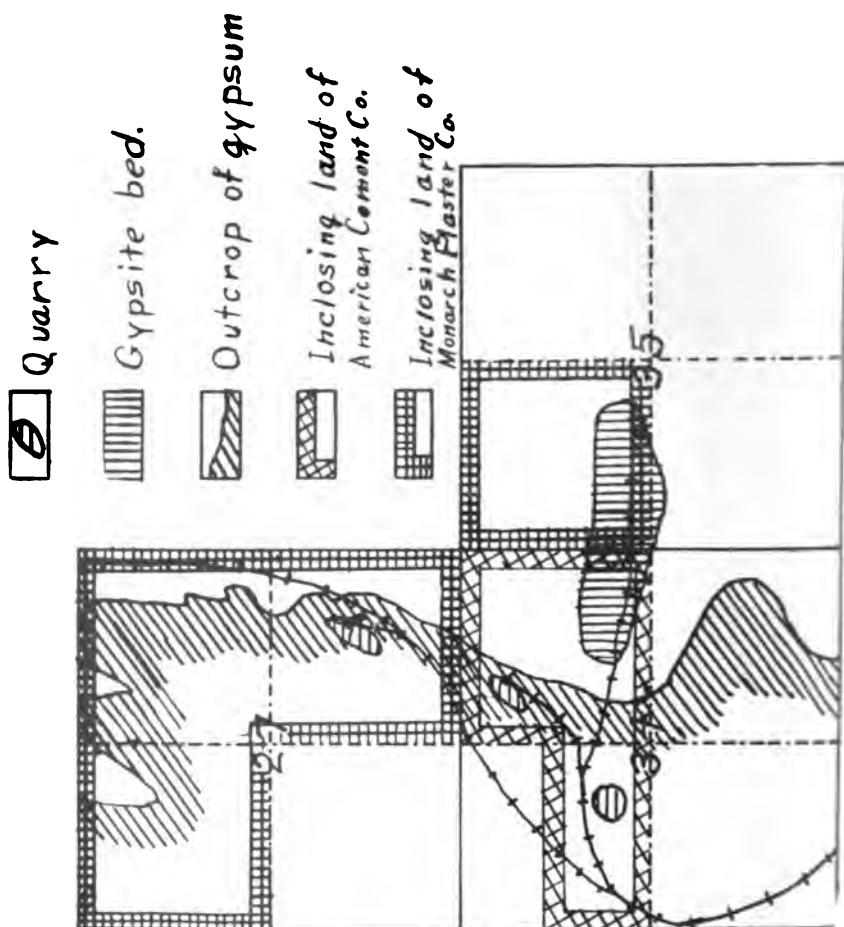 Quarry
Gypsite bed.
Outcrop of gypsum
Inclosing land of
American Cement Co.
Inclosing land of
Monarch Plaster Co.
27
35